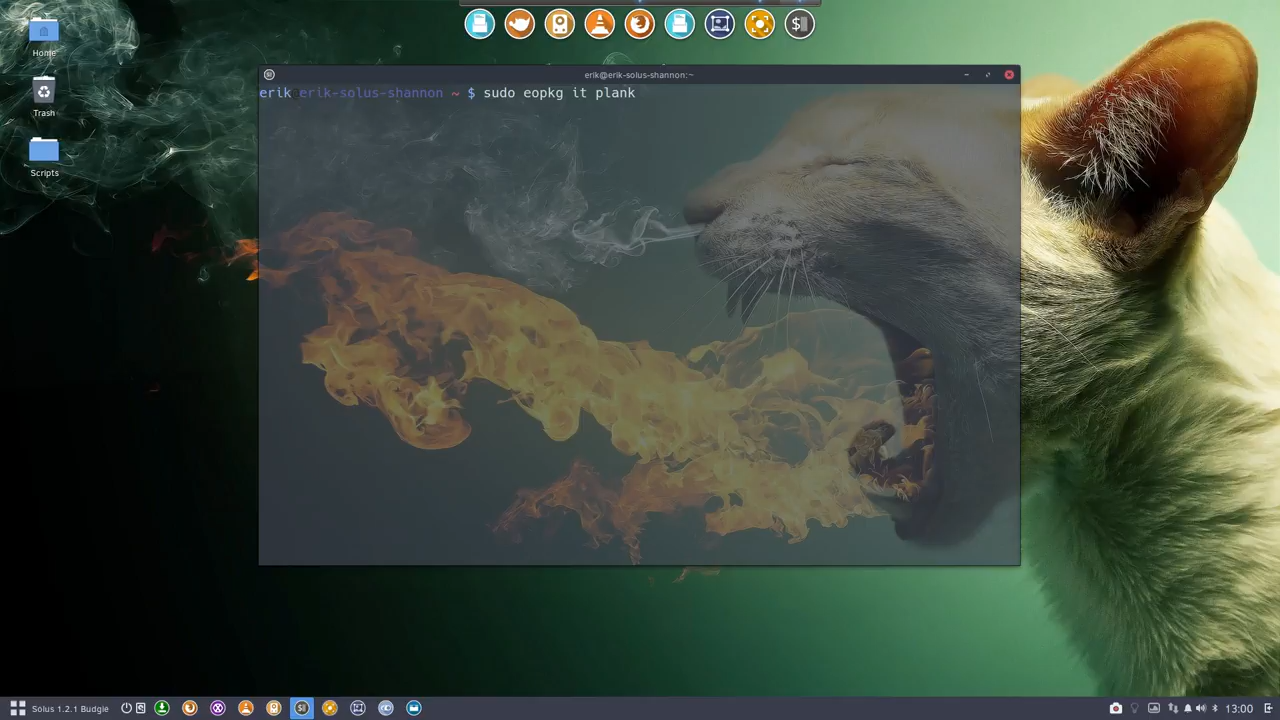 Home
Trash
Scripts
$
erik@erik-solus-shannon:~
erik@erik-solus-shannon ~ $ sudo eopkg it plank
Solus 1.2.1 Budgie
$
13:00